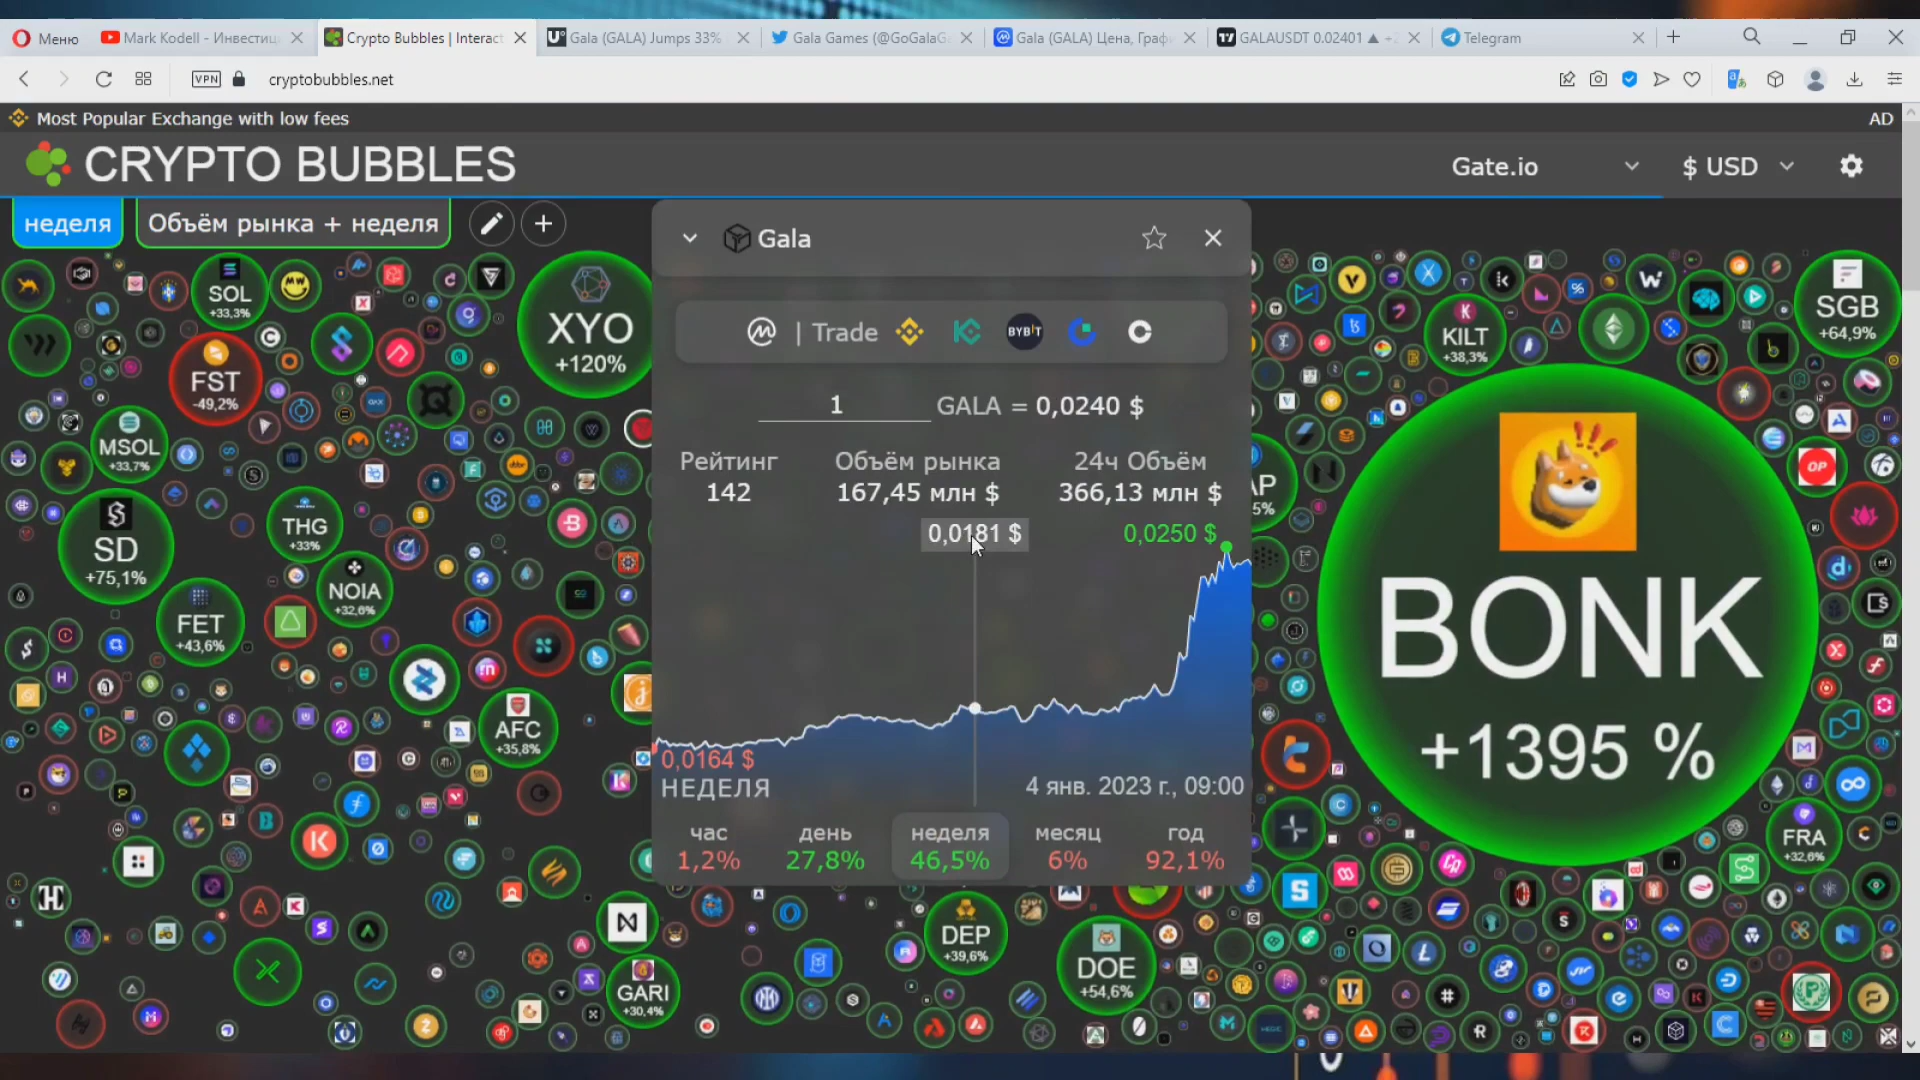 Меню
Mark Kodell - Инвестиц
Crypto Bubbles | Interact
Gala (GALA) Jumps 33%
Gala Games (@GoGalaG
Gala (GALA) Цена, Граф
GALAUSDT 0.02401 ▲ +
Telegram
VPN
cryptobubbles.net
Most Popular Exchange with low fees
AD
CRYPTO BUBBLES
Gate.io
$ USD
неделя
Объём рынка + неделя
Gala
| Trade
BYBIT
1
GALA = 0,0240 $
Рейтинг
Объём рынка
24ч Объём
142
167,45 млн $
366,13 млн $
0,0181 $
0,0250 $
0,0164 $
НЕДЕЛЯ
4 янв. 2023 г., 09:00
час
день
неделя
месяц
год
1,2%
27,8%
46,5%
6%
92,1%
SOL
+33,3%
XYO
+120%
FST
-49,2%
MSOL
+33,7%
SD
+75,1%
THG
+33%
NOIA
+32,6%
FET
+43,6%
AFC
+35,8%
GARI
+30,4%
DEP
+39,6%
DOE
+54,6%
KILT
+38,3%
SGB
+64,9%
BONK
+1395 %
FRA
+32,6%
OP